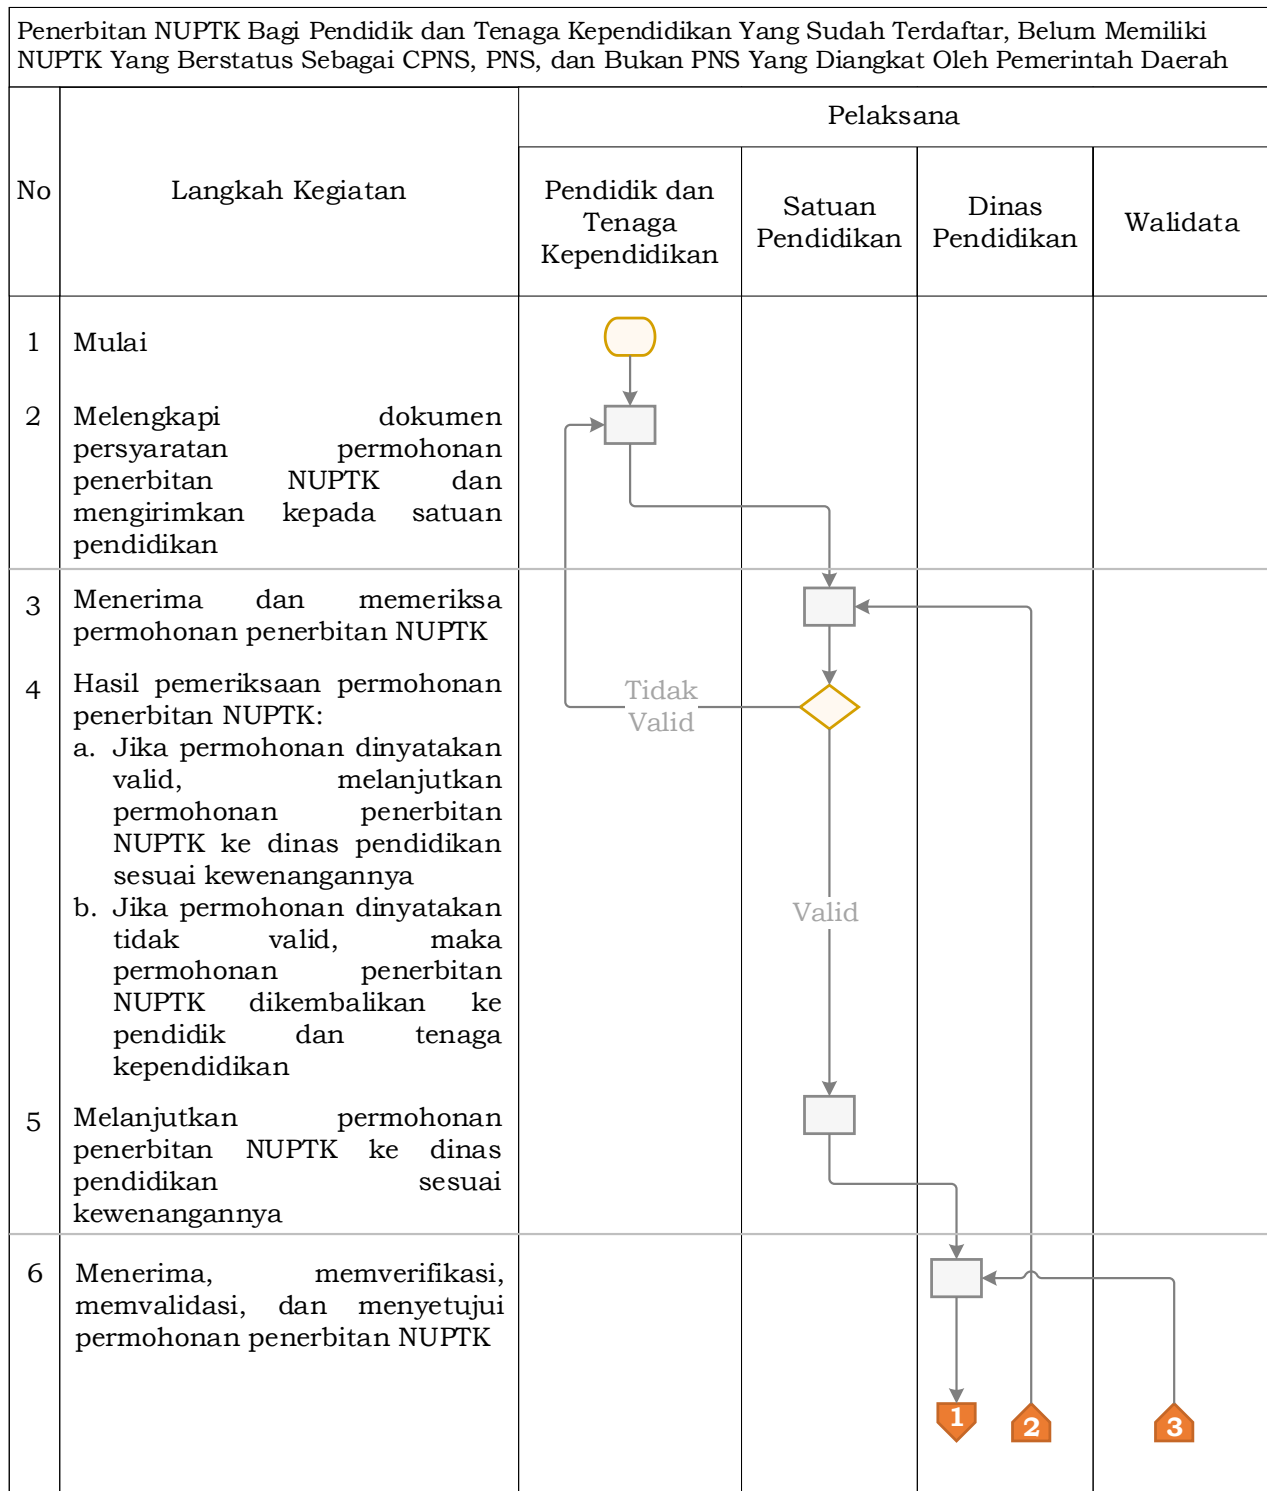 Penerbitan NUPTK Bagi Pendidik dan Tenaga Kependidikan Yang Sudah Terdaftar, Belum Memiliki
NUPTK Yang Berstatus Sebagai CPNS, PNS, dan Bukan PNS Yang Diangkat Oleh Pemerintah Daerah
No
Langkah Kegiatan
Pelaksana
Pendidik dan
Tenaga
Kependidikan
Satuan
Pendidikan
Dinas
Pendidikan
Walidata
1
Mulai
2
Melengkapi dokumen
persyaratan permohonan
penerbitan NUPTK dan
mengirimkan kepada satuan
pendidikan
3
Menerima dan memeriksa
permohonan penerbitan NUPTK
4
Hasil pemeriksaan permohonan
penerbitan NUPTK:
a. Jika permohonan dinyatakan
valid, melanjutkan
permohonan penerbitan
NUPTK ke dinas pendidikan
sesuai kewenangannya
b. Jika permohonan dinyatakan
tidak valid, maka
permohonan penerbitan
NUPTK dikembalikan ke
pendidik dan tenaga
kependidikan
Tidak
Valid
Valid
5
Melanjutkan permohonan
penerbitan NUPTK ke dinas
pendidikan sesuai
kewenangannya
6
Menerima, memverifikasi,
memvalidasi, dan menyetujui
permohonan penerbitan NUPTK
1
2
3